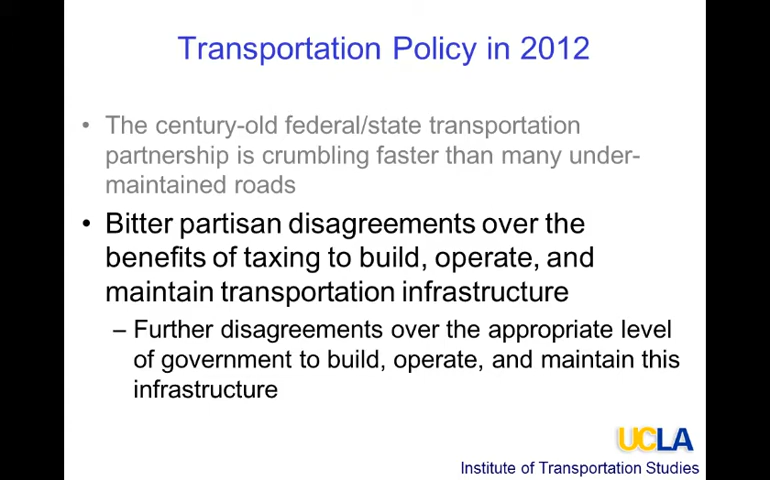 Transportation Policy in 2012
• The century-old federal/state transportation
partnership is crumbling faster than many under-
maintained roads
• Bitter partisan disagreements over the
benefits of taxing to build, operate, and
maintain transportation infrastructure
– Further disagreements over the appropriate level
of government to build, operate, and maintain this
infrastructure
UCLA
Institute of Transportation Studies